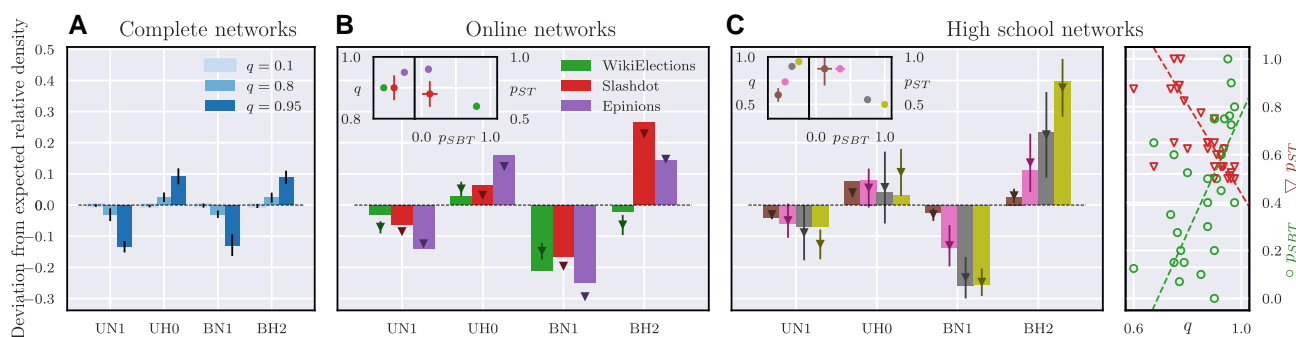 A
Complete networks
B
Online networks
C
High school networks
Deviation from expected relative density
0.5
0.4
0.3
0.2
0.1
0.0
−0.1
−0.2
−0.3
q = 0.1
q = 0.8
q = 0.95
UN1 UH0 BN1 BH2
1.0
q
0.8
1.0
p_ST
0.5
0.0 p_SBT 1.0
WikiElections
Slashdot
Epinions
UN1 UH0 BN1 BH2
1.0
q
0.5
1.0
p_ST
0.5
0.0 p_SBT 1.0
UN1 UH0 BN1 BH2
1.0
0.8
0.6
0.4
0.2
0.0
○ p_SBT ▽ p_ST
0.6 q 1.0